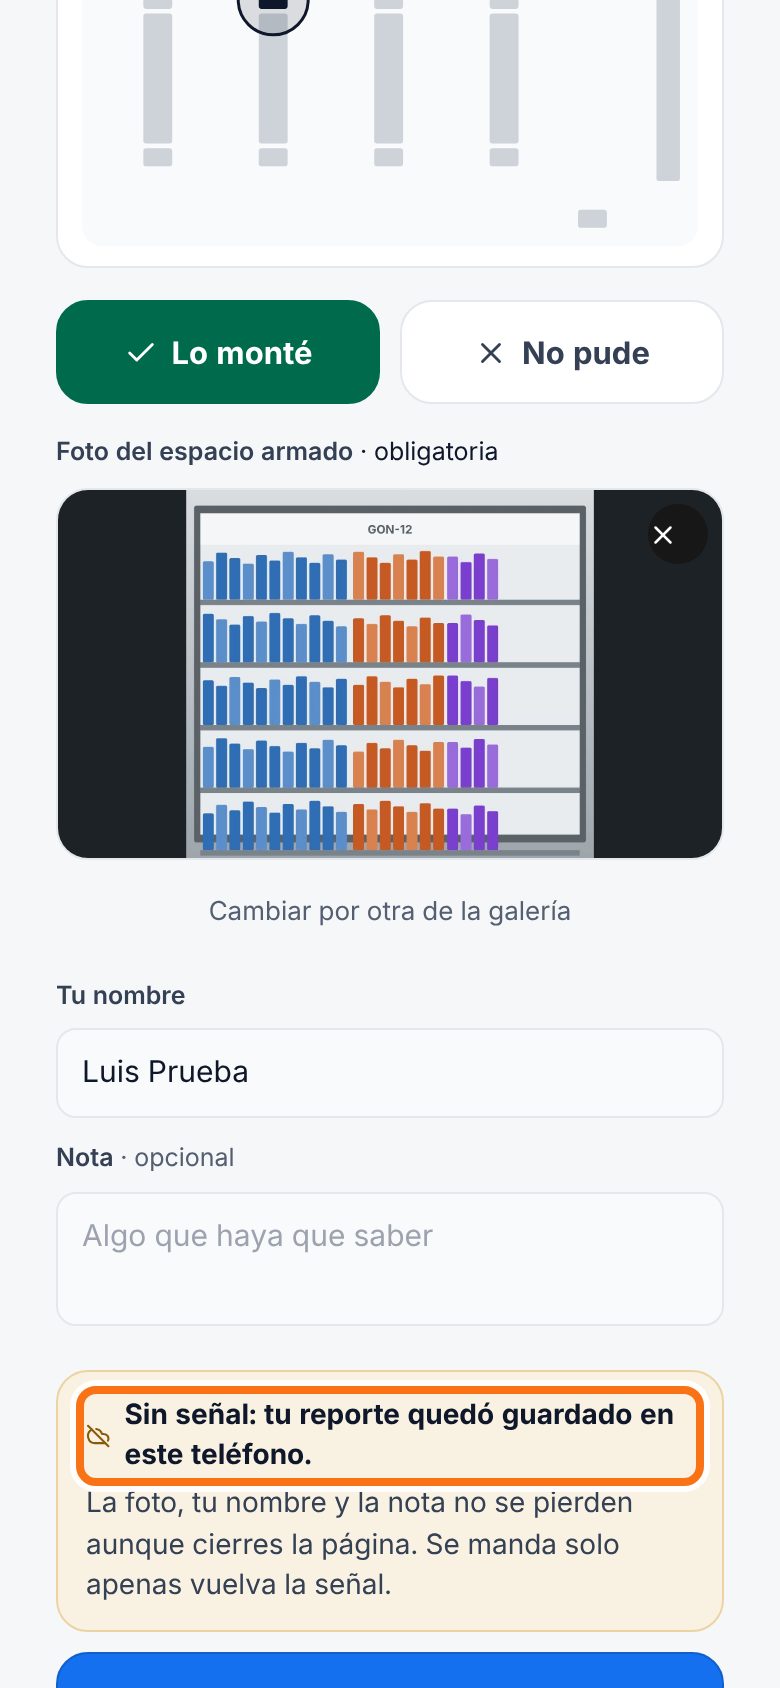 Lo monté
No pude
Foto del espacio armado · obligatoria
GON-12
Cambiar por otra de la galería
Tu nombre
Luis Prueba
Nota · opcional
Algo que haya que saber
Sin señal: tu reporte quedó guardado en
este teléfono.
La foto, tu nombre y la nota no se pierden
aunque cierres la página. Se manda solo
apenas vuelva la señal.